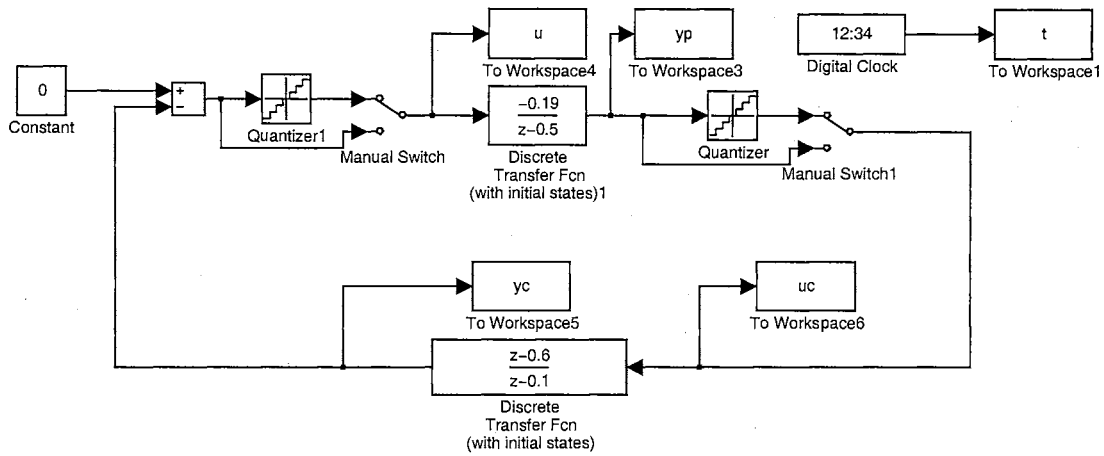 u
To Workspace4
yp
To Workspace3
12:34
Digital Clock
t
To Workspace1
0
Constant
+
−
Quantizer1
Manual Switch
−0.19
z−0.5
Discrete
Transfer Fcn
(with initial states)1
Quantizer
Manual Switch1
yc
To Workspace5
uc
To Workspace6
z−0.6
z−0.1
Discrete
Transfer Fcn
(with initial states)